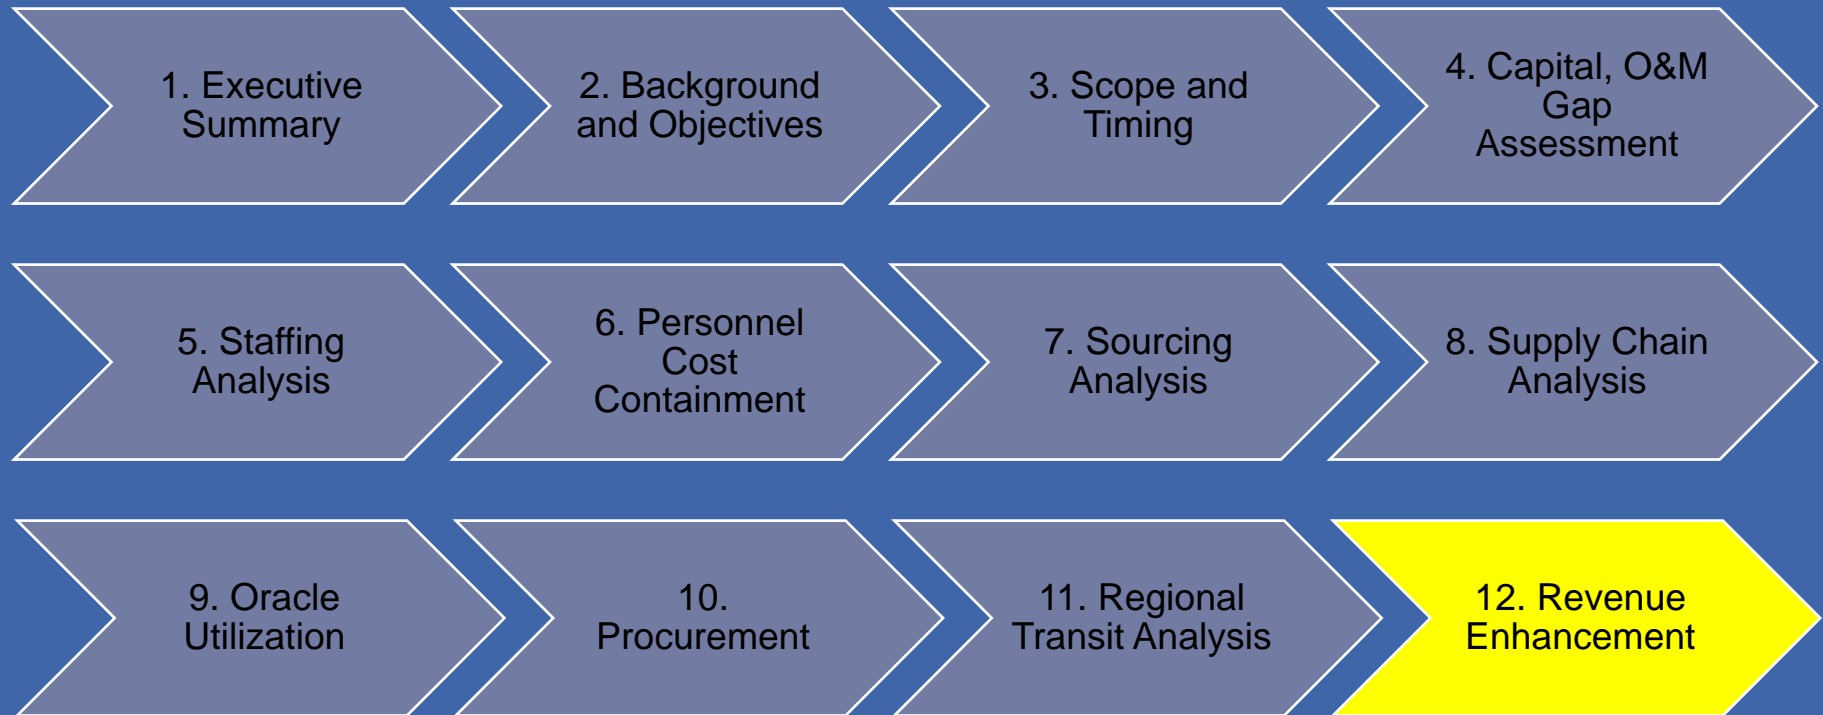 1. Executive
Summary
2. Background
and Objectives
3. Scope and
Timing
4. Capital, O&M
Gap
Assessment
5. Staffing
Analysis
6. Personnel
Cost
Containment
7. Sourcing
Analysis
8. Supply Chain
Analysis
9. Oracle
Utilization
10.
Procurement
11. Regional
Transit Analysis
12. Revenue
Enhancement